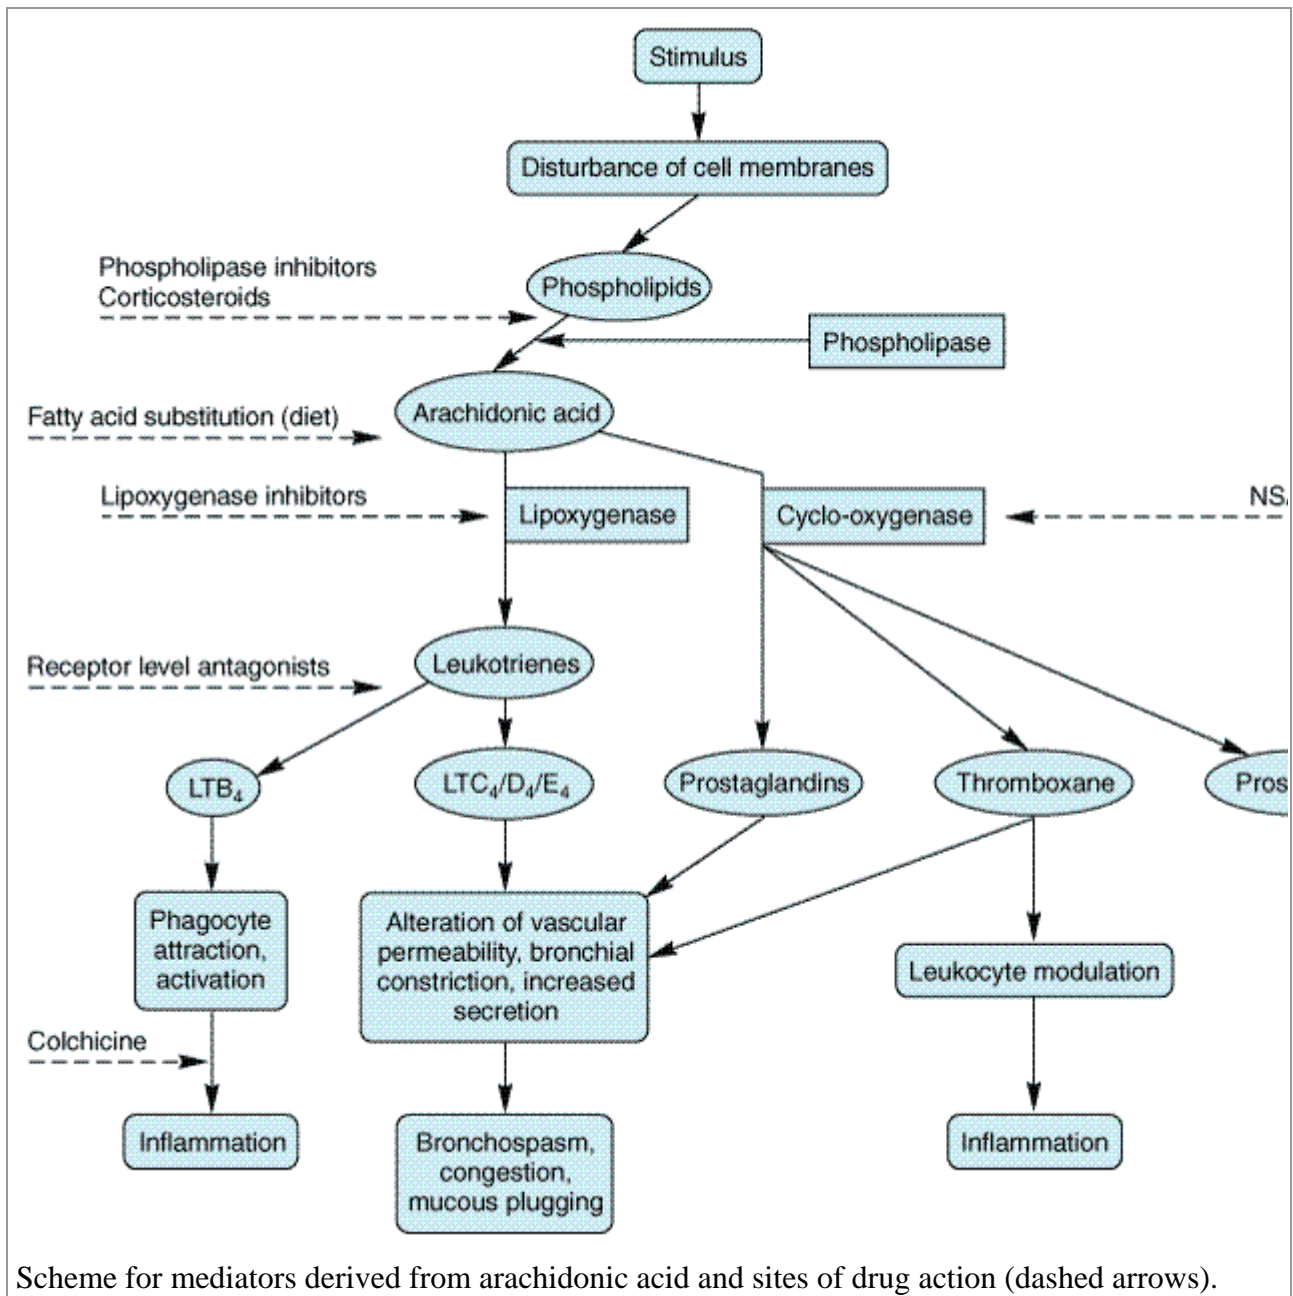 Stimulus
Disturbance of cell membranes
Phospholipase inhibitors
Corticosteroids
Phospholipids
Phospholipase
Fatty acid substitution (diet)
Arachidonic acid
Lipoxygenase inhibitors
Lipoxygenase
Cyclo-oxygenase
NS
Receptor level antagonists
Leukotrienes
LTB4
LTC4/D4/E4
Prostaglandins
Thromboxane
Pros
Phagocyte
attraction,
activation
Alteration of vascular
permeability, bronchial
constriction, increased
secretion
Leukocyte modulation
Colchicine
Inflammation
Bronchospasm,
congestion,
mucous plugging
Inflammation
Scheme for mediators derived from arachidonic acid and sites of drug action (dashed arrows).